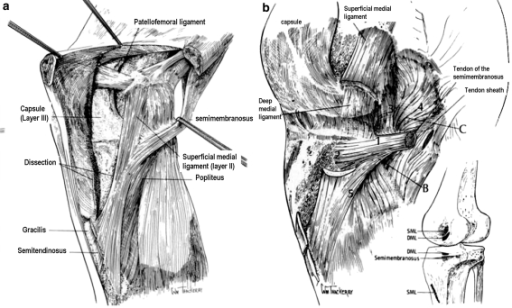 a
Patellofemoral ligament
Capsule
(Layer III)
semimembranosus
Dissection
Superficial medial
ligament (layer II)
Popliteus
Gracilis
Semitendinosus
b
capsule
Superficial medial
ligament
Tendon of the
semimembranosus
Tendon sheath
Deep
medial
ligament
A
C
B
SML
DML
DML
Semimembranosus
SML